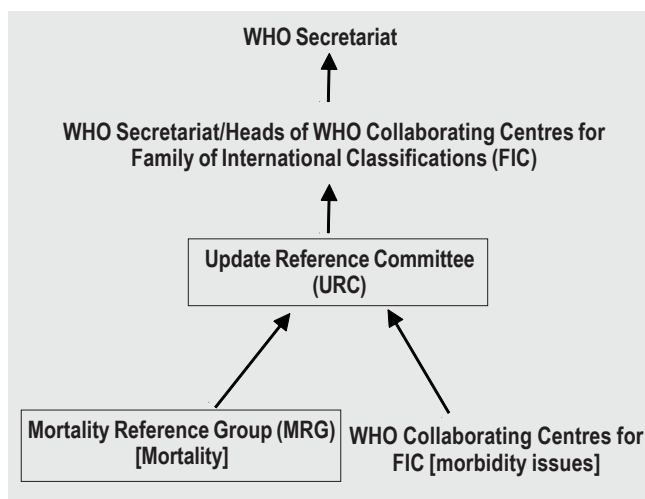 WHO Secretariat
WHO Secretariat/Heads of WHO Collaborating Centres for
Family of International Classifications (FIC)
Update Reference Committee
(URC)
Mortality Reference Group (MRG)
[Mortality]
WHO Collaborating Centres for
FIC [morbidity issues]